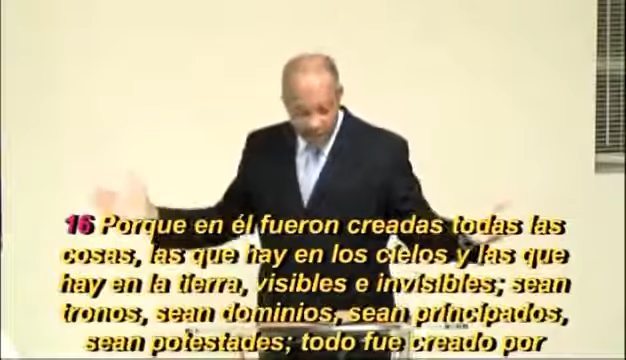 16 Porque en él fueron creadas todas las
cosas, las que hay en los cielos y las que
hay en la tierra, visibles e invisibles; sean
tronos, sean dominios, sean principados,
sean potestades; todo fue creado por